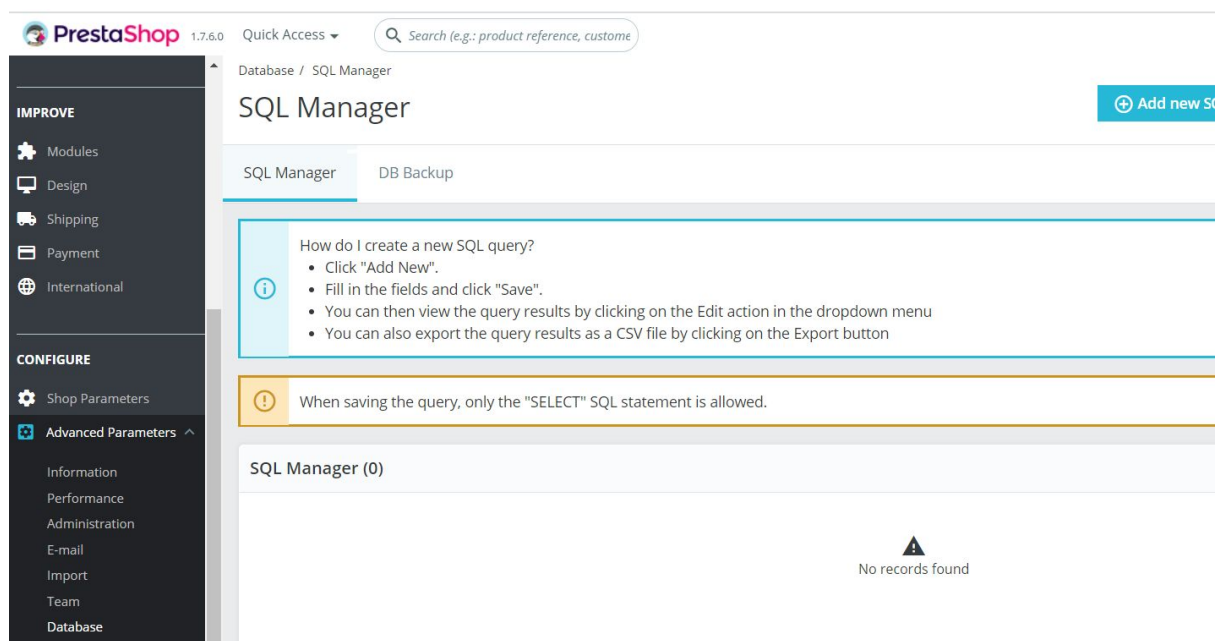 PrestaShop 1.7.6.0 Quick Access Search (e.g.: product reference, custome
Database / SQL Manager
SQL Manager
Add new S
IMPROVE
Modules
Design
Shipping
Payment
International
CONFIGURE
Shop Parameters
Advanced Parameters
Information
Performance
Administration
E-mail
Import
Team
Database
SQL Manager DB Backup
How do I create a new SQL query?
• Click "Add New".
• Fill in the fields and click "Save".
• You can then view the query results by clicking on the Edit action in the dropdown menu
• You can also export the query results as a CSV file by clicking on the Export button
When saving the query, only the "SELECT" SQL statement is allowed.
SQL Manager (0)
No records found